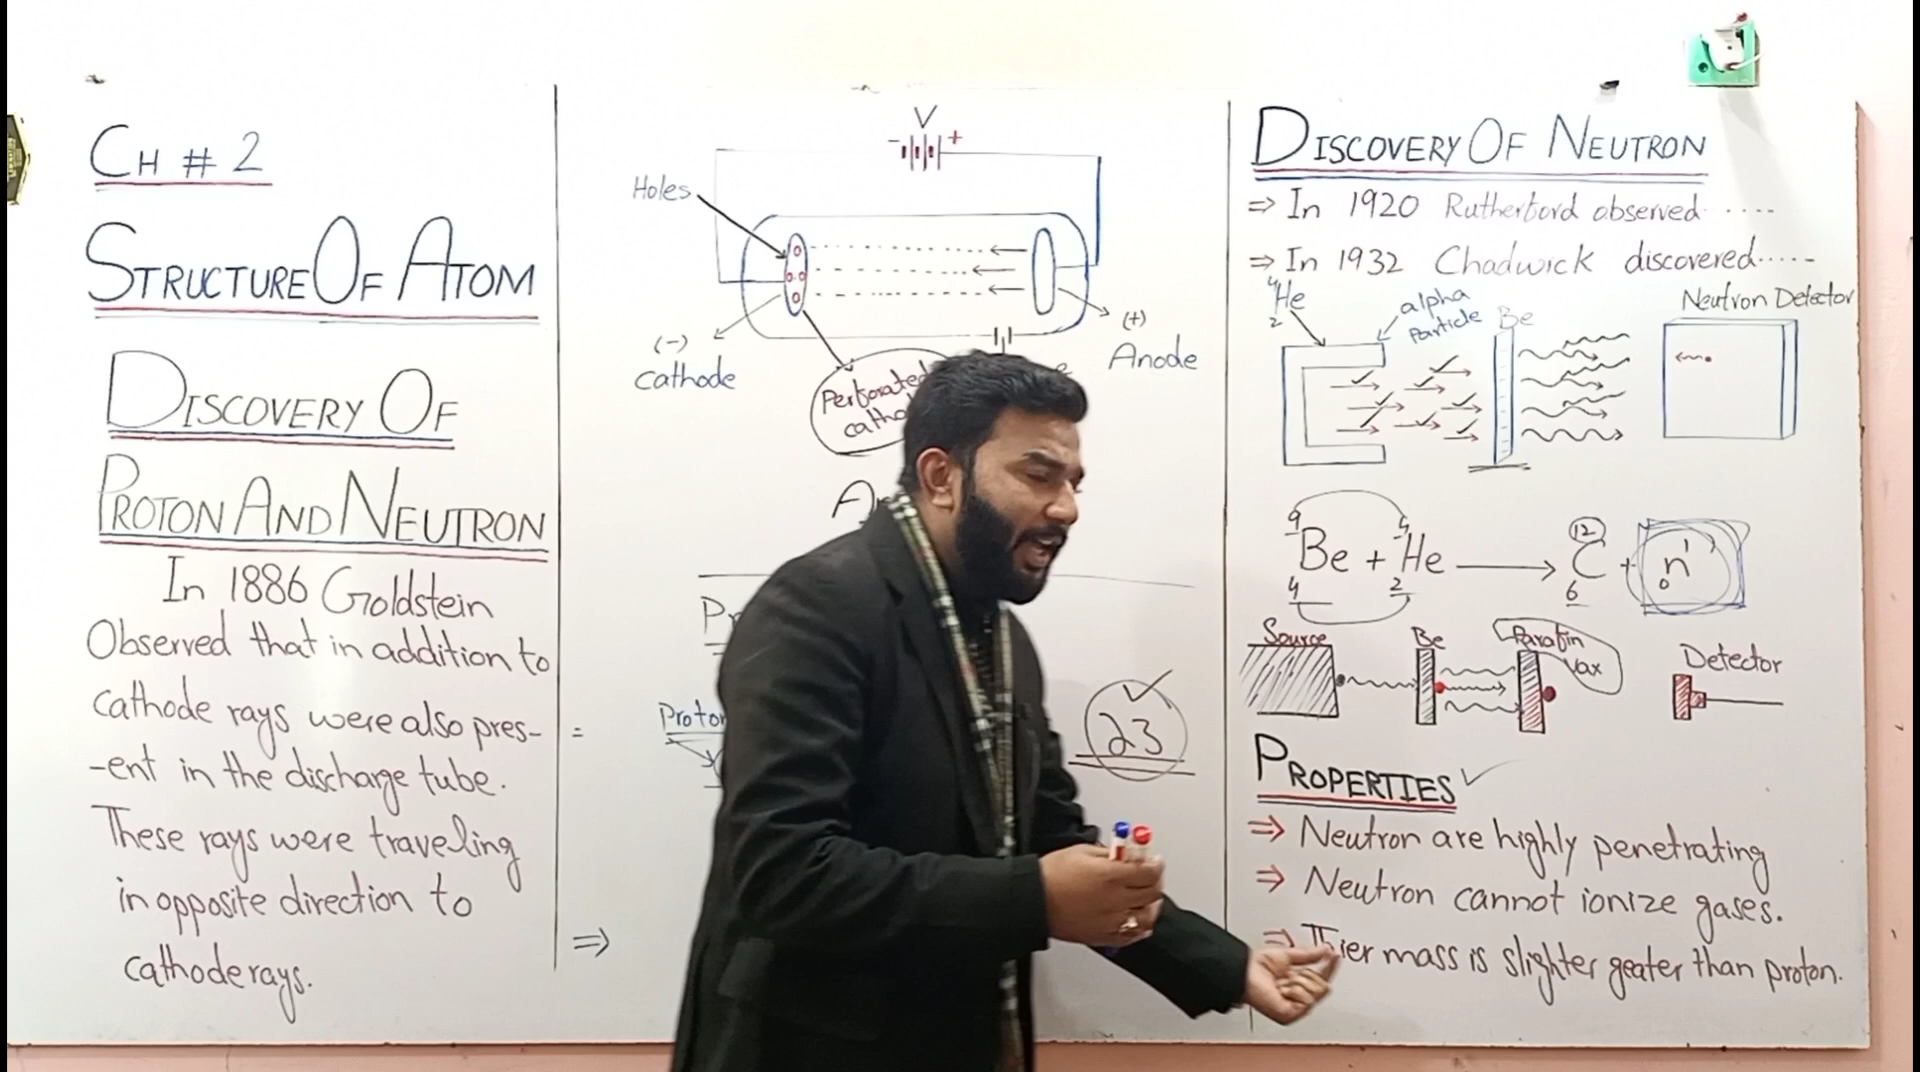 CH # 2
STRUCTURE OF ATOM
DISCOVERY OF
PROTON AND NEUTRON
In 1886 Goldstein
Observed that in addition to
cathode rays were also pres-
-ent in the discharge tube.
These rays were traveling
in opposite direction to
cathode rays.
V
- +
Holes
(-)
Cathode
(+)
Anode
Perforated
=
23
⇒
DISCOVERY OF NEUTRON
⇒ In 1920 Rutherford observed .....
⇒ In 1932 Chadwick discovered.....
4
He
2
alpha
Particle
Be
Neutron Detector
9 4 12 1
Be + He → C + n
4 2 6 0
Source
Be
Parafin
Vax
Detector
PROPERTIES
⇒ Neutron are highly penetrating
⇒ Neutron cannot ionize gases.
⇒ Thier mass is slighter geater than proton.